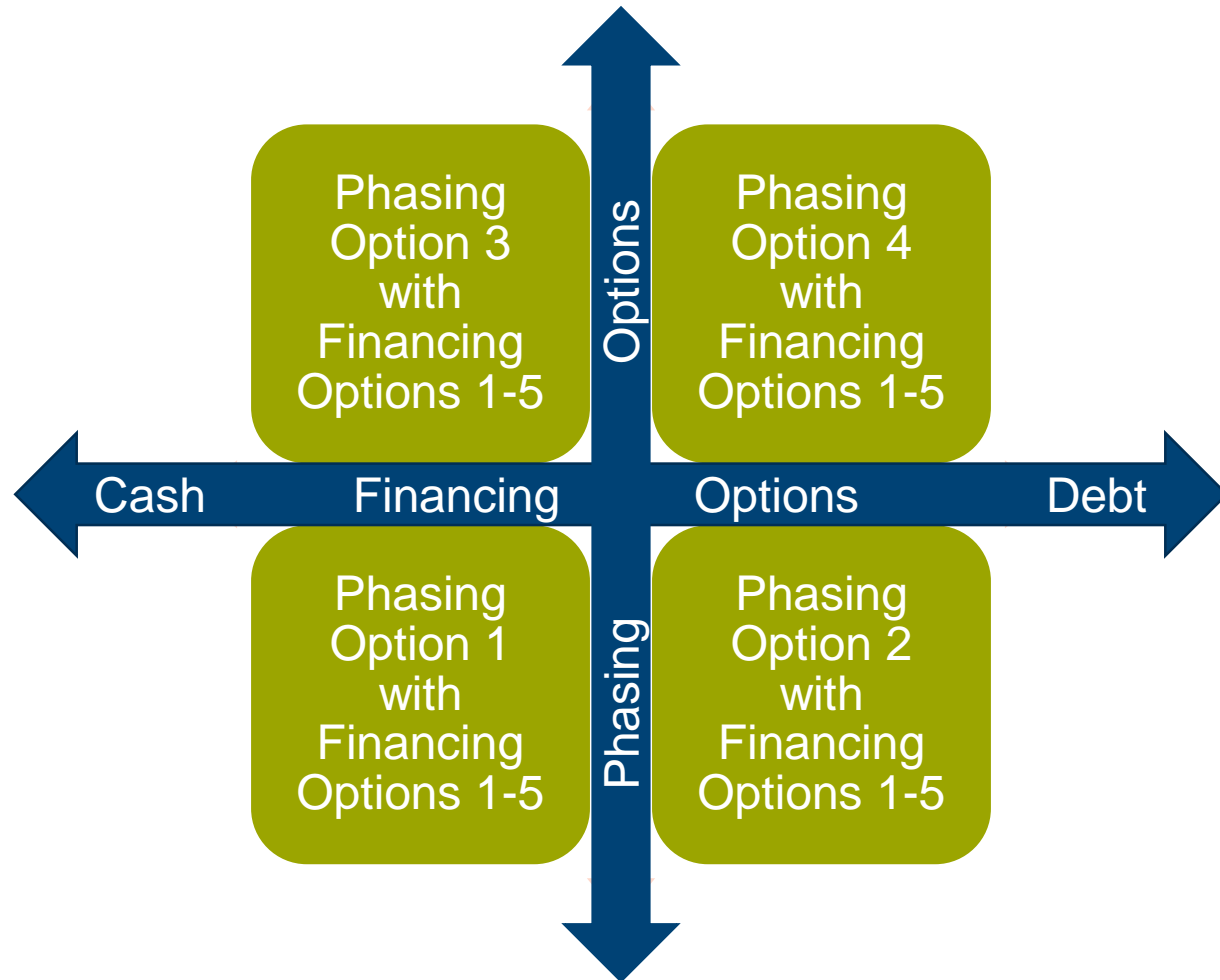 Phasing
Option 3
with
Financing
Options 1-5
Phasing
Option 4
with
Financing
Options 1-5
Phasing Options
Cash Financing Options Debt
Phasing
Option 1
with
Financing
Options 1-5
Phasing
Option 2
with
Financing
Options 1-5